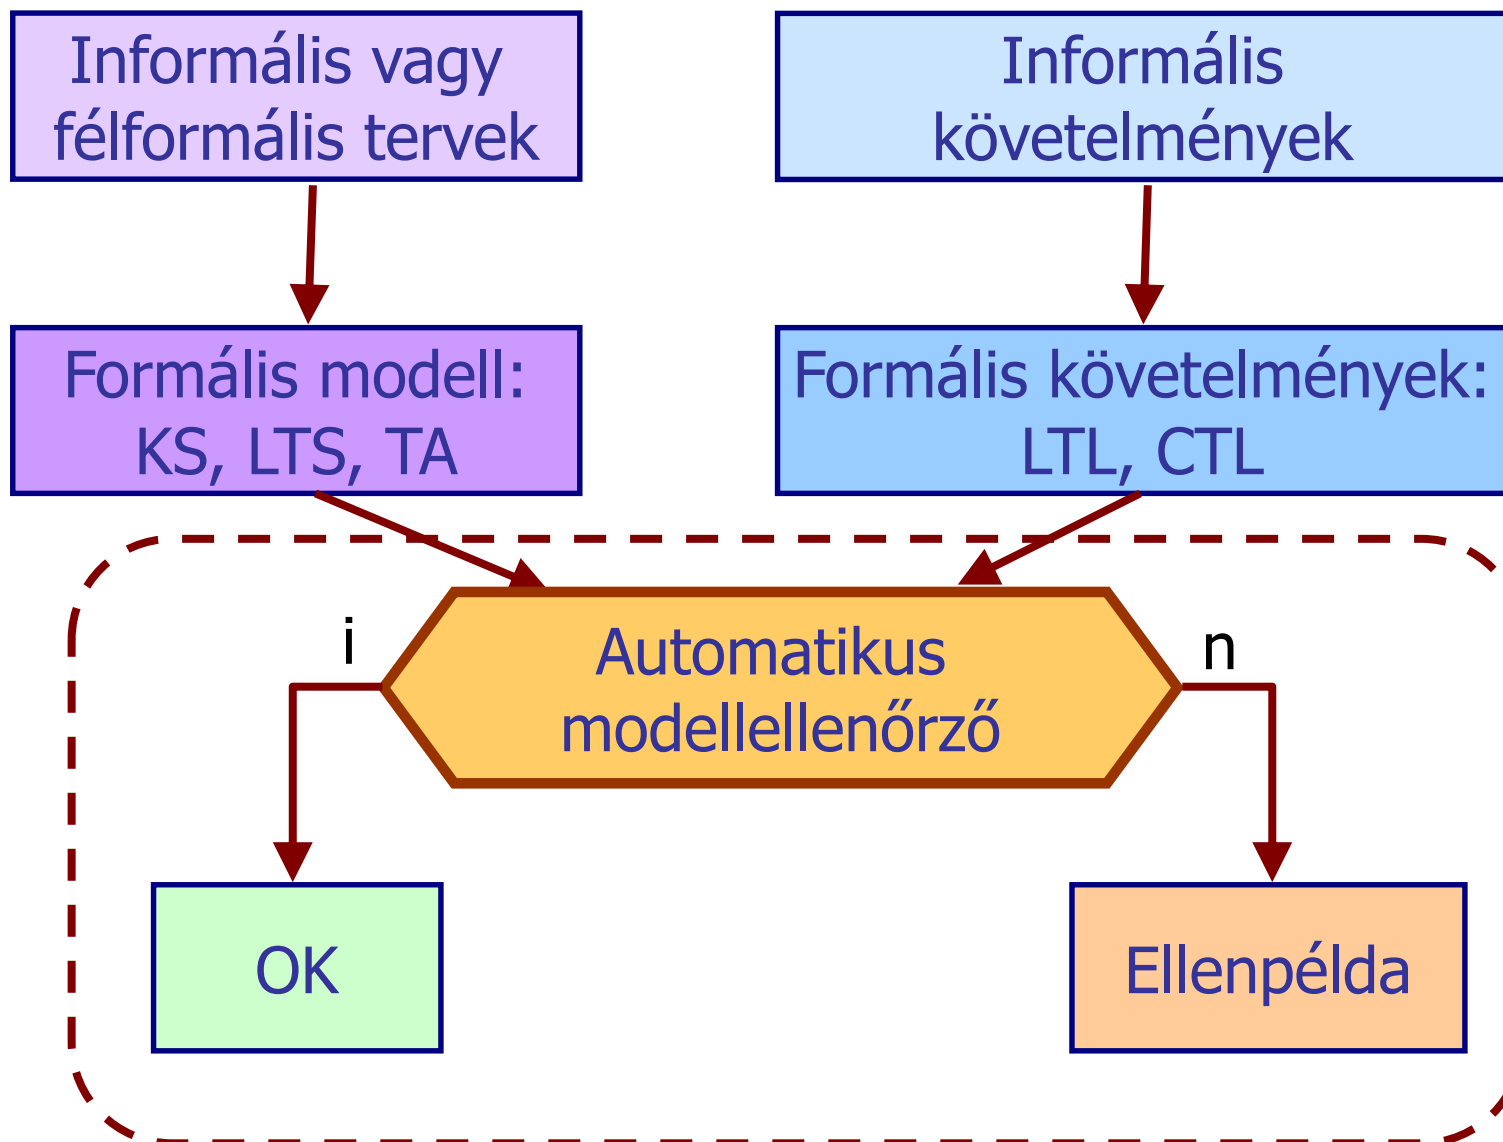 Informális vagy
félformális tervek
Informális
követelmények
Formális modell:
KS, LTS, TA
Formális követelmények:
LTL, CTL
i
Automatikus
modellellenőrző
n
OK
Ellenpélda